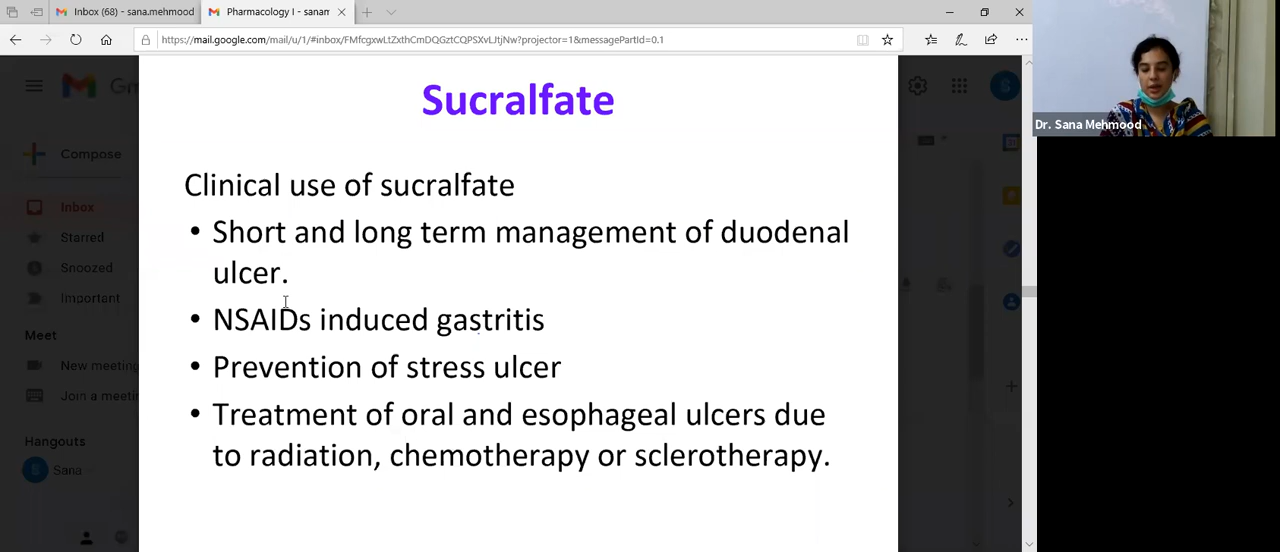 Inbox (68) - sana.mehmood
Pharmacology I - sanam
https://mail.google.com/mail/u/1/#inbox/FMfcgxwLtZxthCmDQGztCQPSXvLJtjNw?projector=1&messagePartId=0.1
Gm
Compose
Inbox
Starred
Snoozed
Important
Meet
New meeting
Join a meeti
Hangouts
Sana
Sucralfate
Clinical use of sucralfate
• Short and long term management of duodenal
ulcer.
• NSAIDs induced gastritis
• Prevention of stress ulcer
• Treatment of oral and esophageal ulcers due
to radiation, chemotherapy or sclerotherapy.
Dr. Sana Mehmood